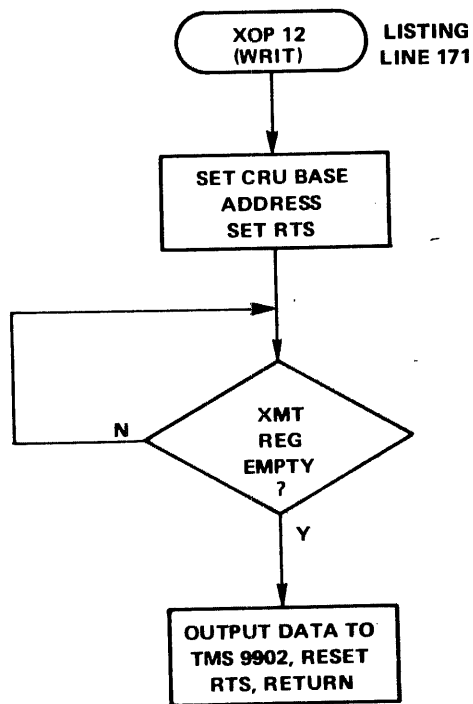 XOP 12
(WRIT)
LISTING
LINE 171
SET CRU BASE
ADDRESS
SET RTS
N
XMT
REG
EMPTY
?
Y
OUTPUT DATA TO
TMS 9902, RESET
RTS, RETURN